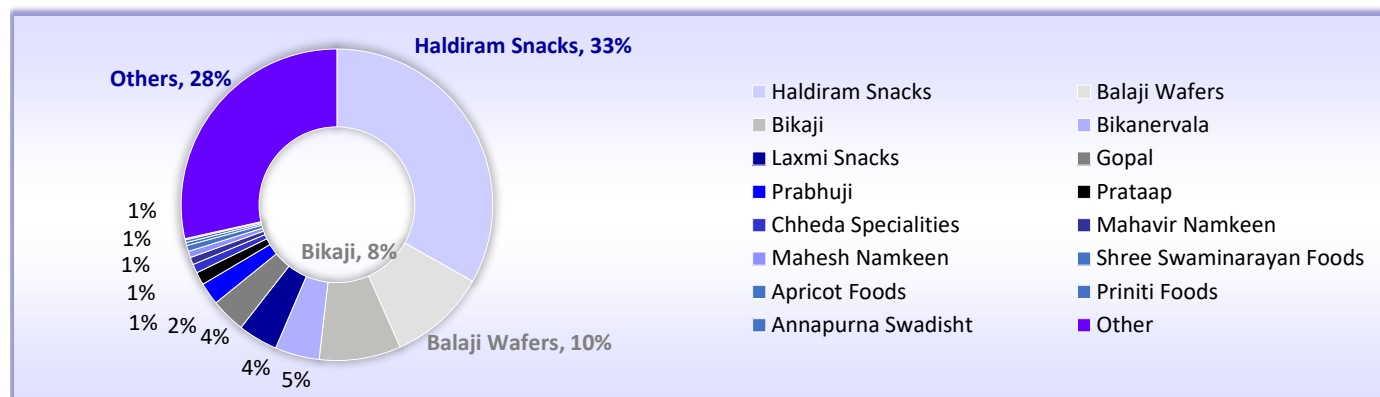 Haldiram Snacks, 33%
Others, 28%
Bikaji, 8%
Balaji Wafers, 10%
5%
4%
4%
2%
1%
1%
1%
1%
1%
Haldiram Snacks
Balaji Wafers
Bikaji
Bikanervala
Laxmi Snacks
Gopal
Prabhuji
Prataap
Chheda Specialities
Mahavir Namkeen
Mahesh Namkeen
Shree Swaminarayan Foods
Apricot Foods
Priniti Foods
Annapurna Swadisht
Other